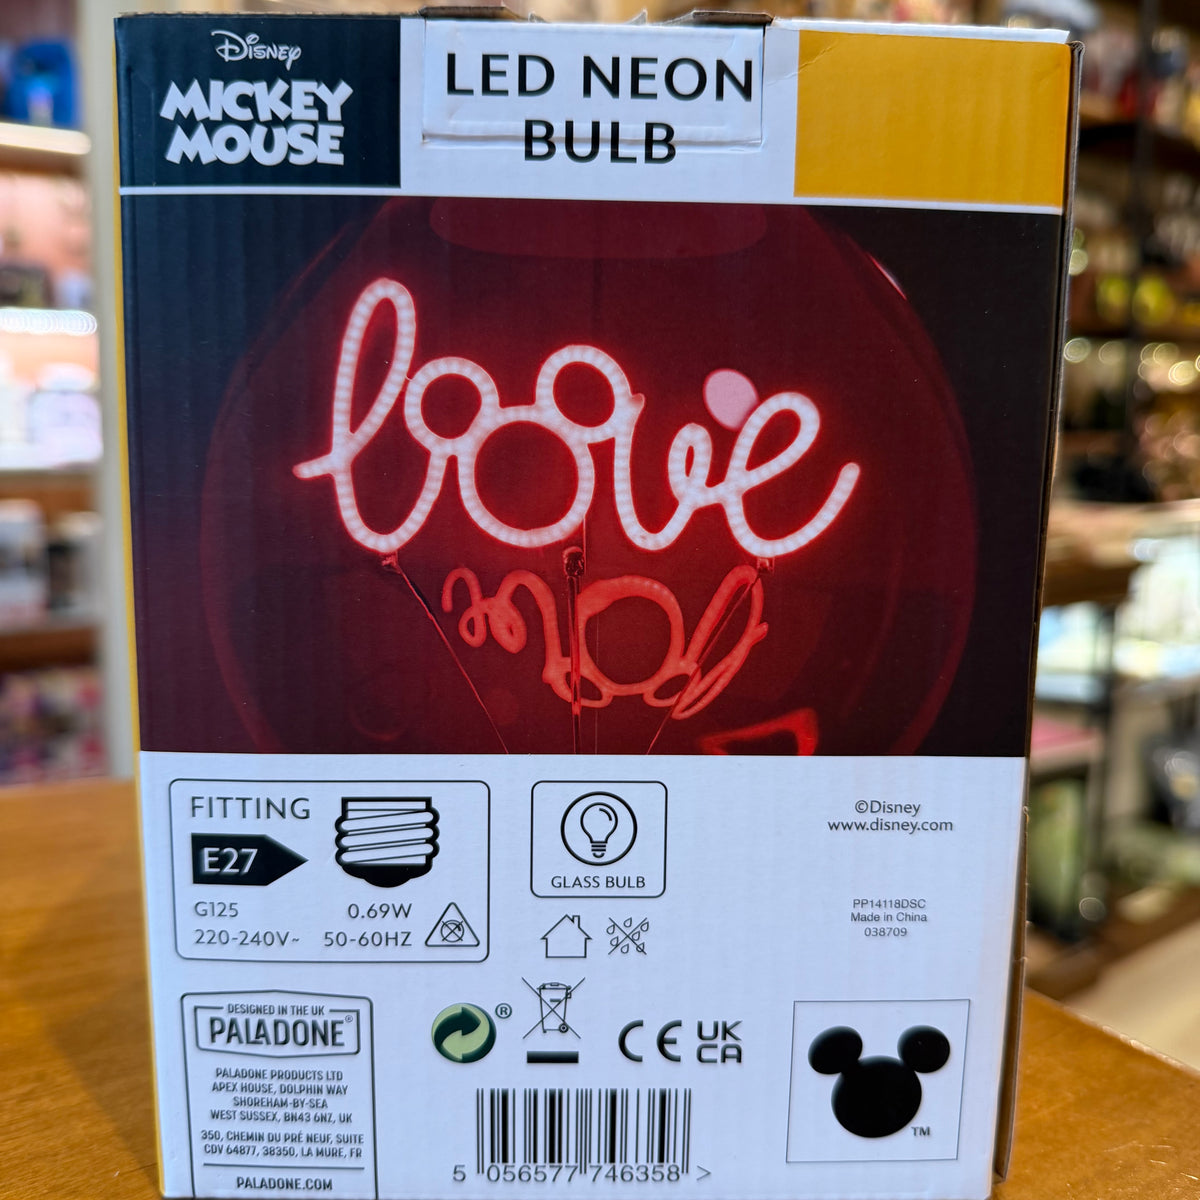 Disney
MICKEY
MOUSE
LED NEON
BULB
love
FITTING
E27
G125
0.69W
220-240V~
50-60HZ
GLASS BULB
©Disney
www.disney.com
PP14118DSC
Made in China
038709
DESIGNED IN THE UK
PALADONE®
PALADONE PRODUCTS LTD
APEX HOUSE, DOLPHIN WAY
SHOREHAM-BY-SEA
WEST SUSSEX, BN43 6NZ, UK
350, CHEMIN DU PRÉ NEUF, SUITE
CDV 64877, 38350, LA MURE, FR
PALADONE.COM
®
CE
UK
CA
TM
5 056577 746358 >